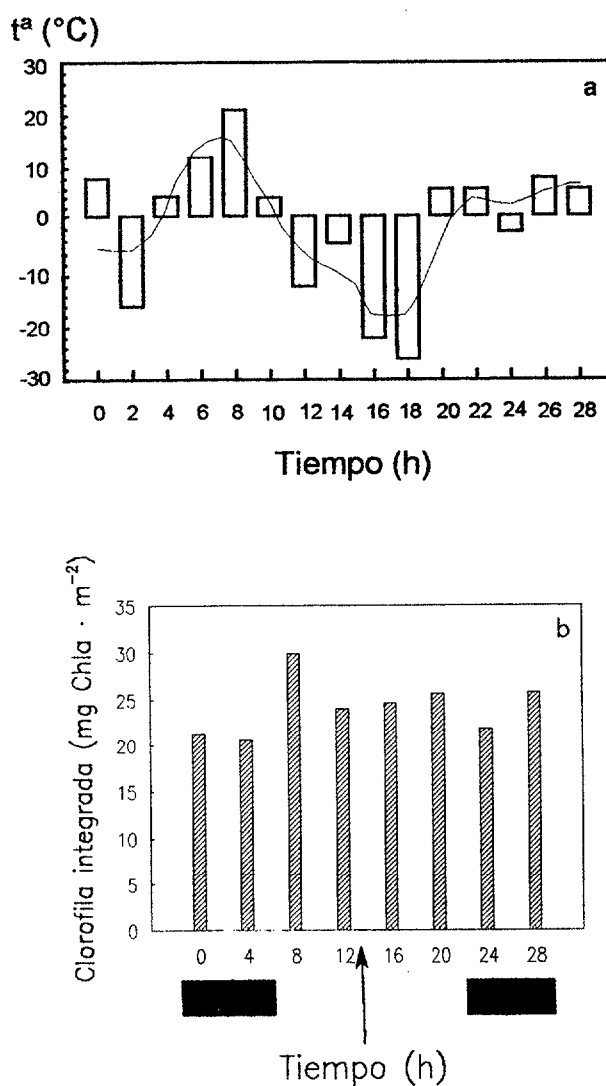 tª (°C)
a
30
20
10
0
-10
-20
-30
0 2 4 6 8 10 12 14 16 18 20 22 24 26 28
Tiempo (h)
b
Clorofila integrada (mg Chla · m⁻²)
35
30
25
20
15
10
5
0
0 4 8 12 16 20 24 28
Tiempo (h)